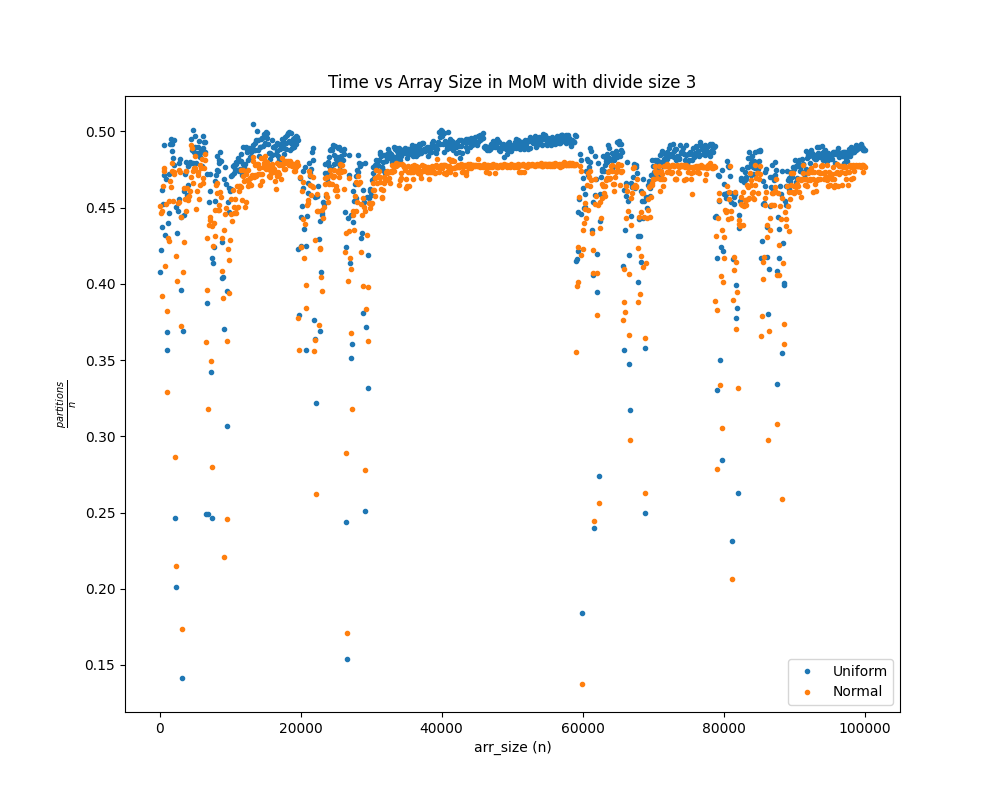 Time vs Array Size in MoM with divide size 3
0.50
0.45
0.40
0.35
0.30
0.25
0.20
0.15
partitions
n
0 20000 40000 60000 80000 100000
arr_size (n)
Uniform
Normal